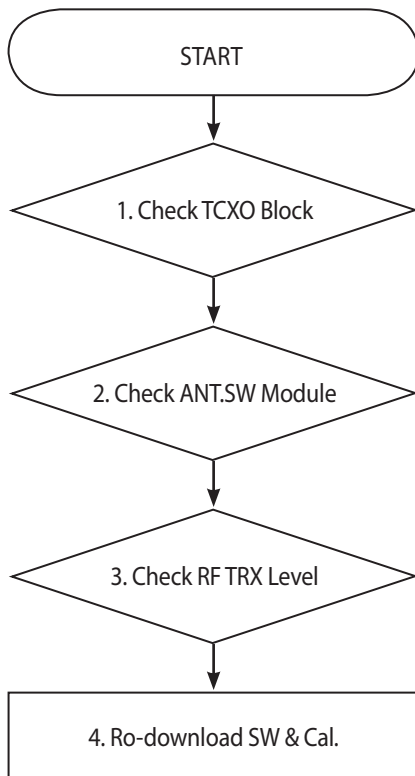 START
1. Check TCXO Block
2. Check ANT.SW Module
3. Check RF TRX Level
4. Ro-download SW & Cal.